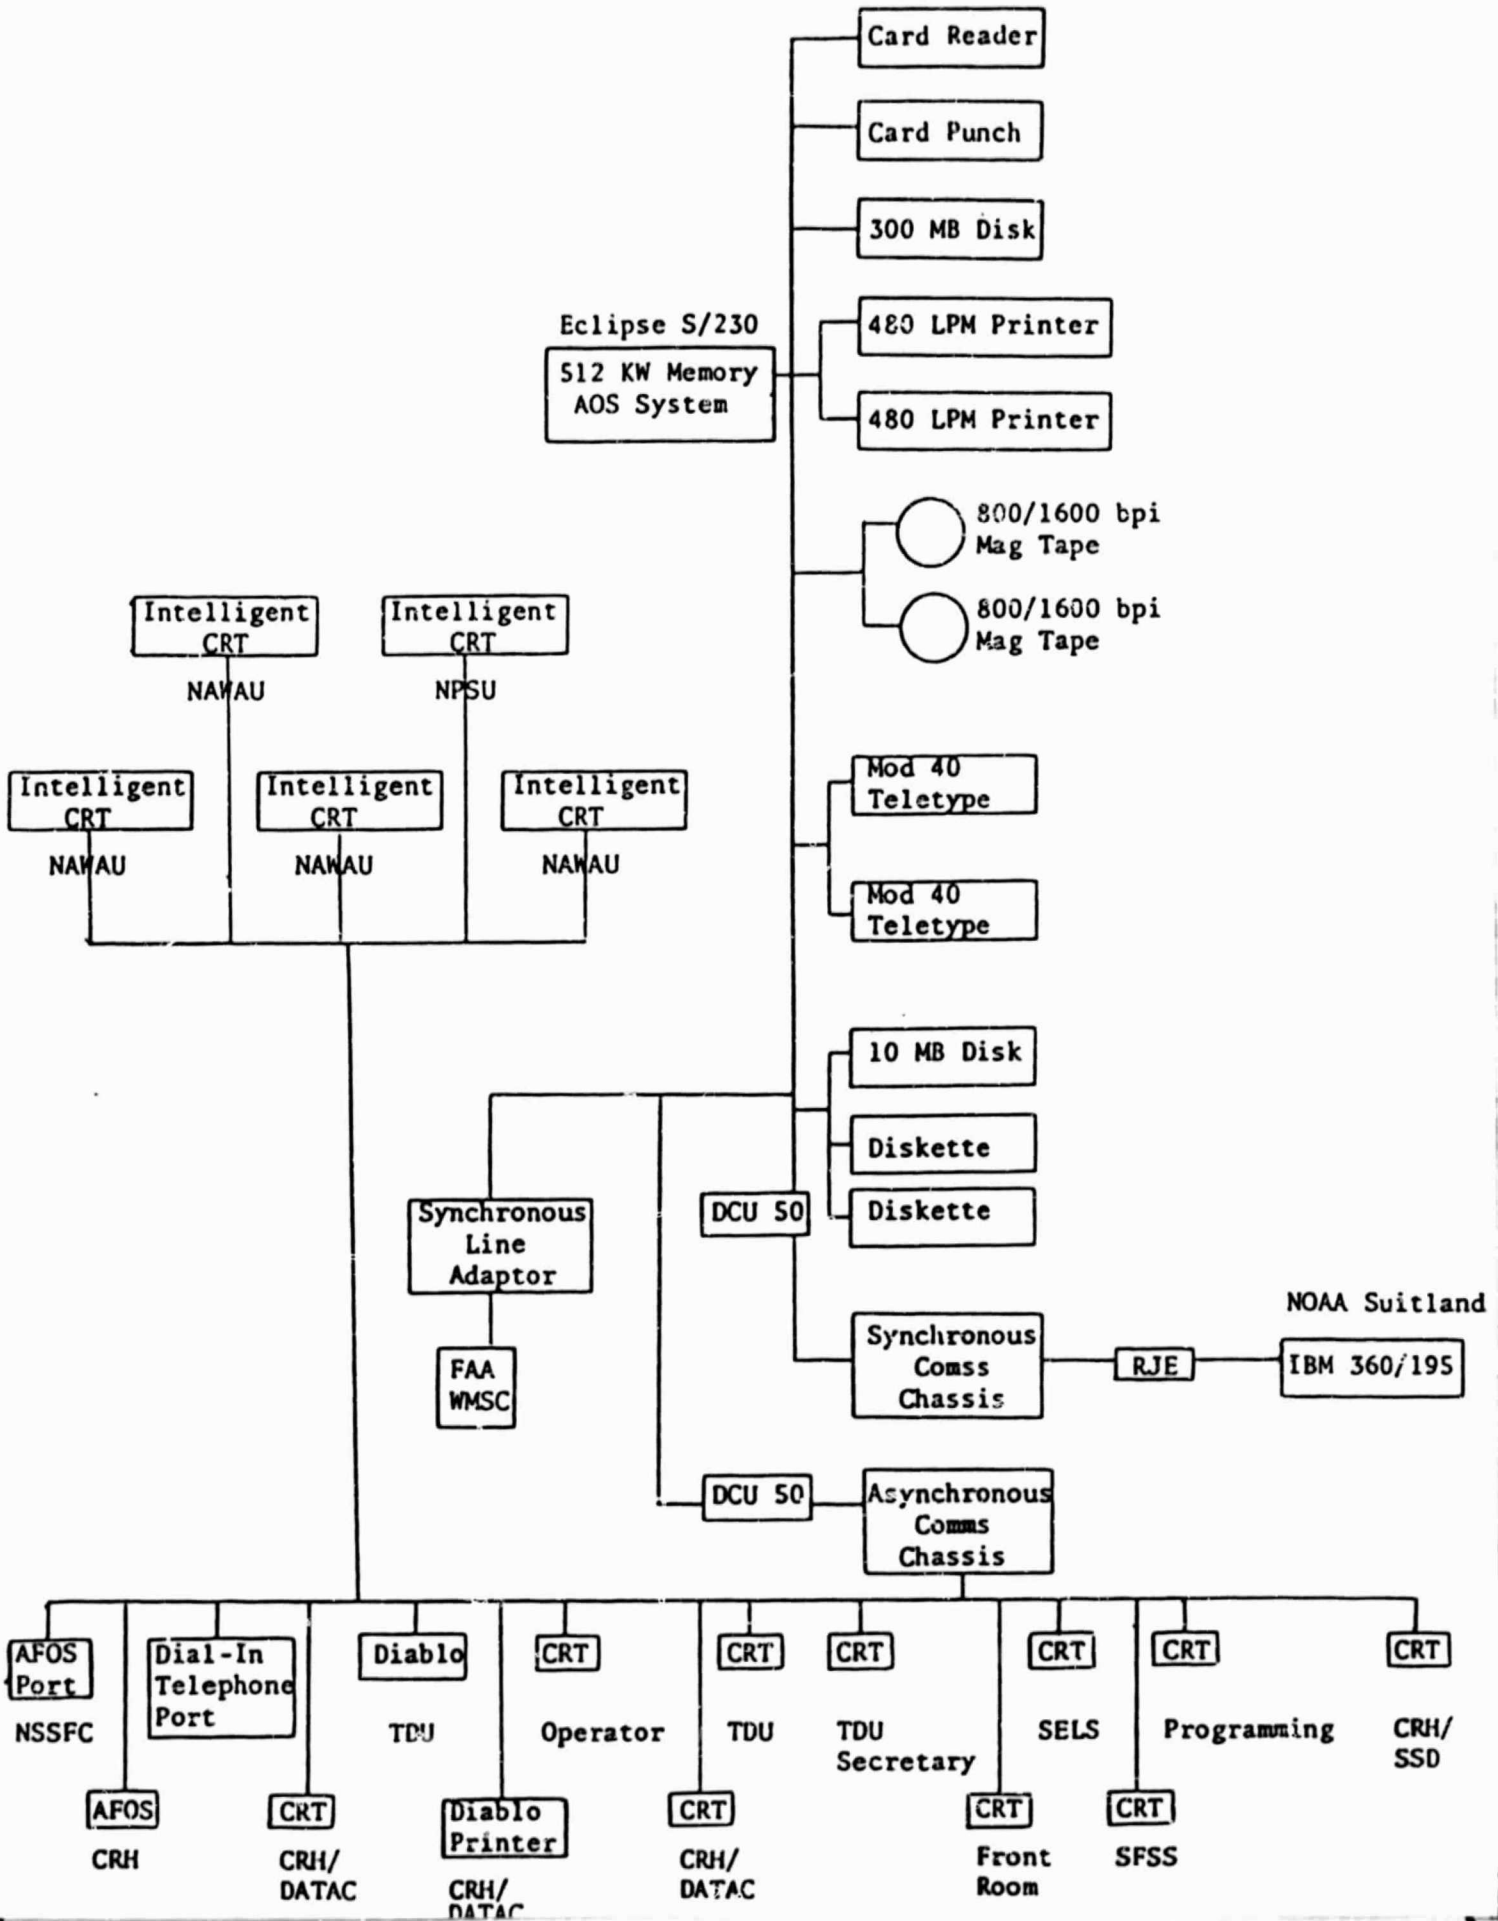 Card Reader
Card Punch
300 MB Disk
Eclipse S/230
512 KW Memory
AOS System
480 LPM Printer
480 LPM Printer
800/1600 bpi
Mag Tape
800/1600 bpi
Mag Tape
Intelligent
CRT
NAWAU
Intelligent
CRT
NPSU
Intelligent
CRT
NAWAU
Intelligent
CRT
NAWAU
Intelligent
CRT
NAWAU
Mod 40
Teletype
Mod 40
Teletype
10 MB Disk
Diskette
Diskette
DCU 50
Synchronous
Line
Adaptor
FAA
WMSC
Synchronous
Comss
Chassis
RJE
NOAA Suitland
IBM 360/195
DCU 50
Asynchronous
Comms
Chassis
AFOS
Port
NSSFC
Dial-In
Telephone
Port
Diablo
TDU
CRT
Operator
CRT
TDU
CRT
TDU
Secretary
CRT
SELS
CRT
Programming
CRT
CRH/
SSD
AFOS
CRH
CRT
CRH/
DATAC
Diablo
Printer
CRH/
DATAC
CRT
CRH/
DATAC
CRT
Front
Room
CRT
SFSS